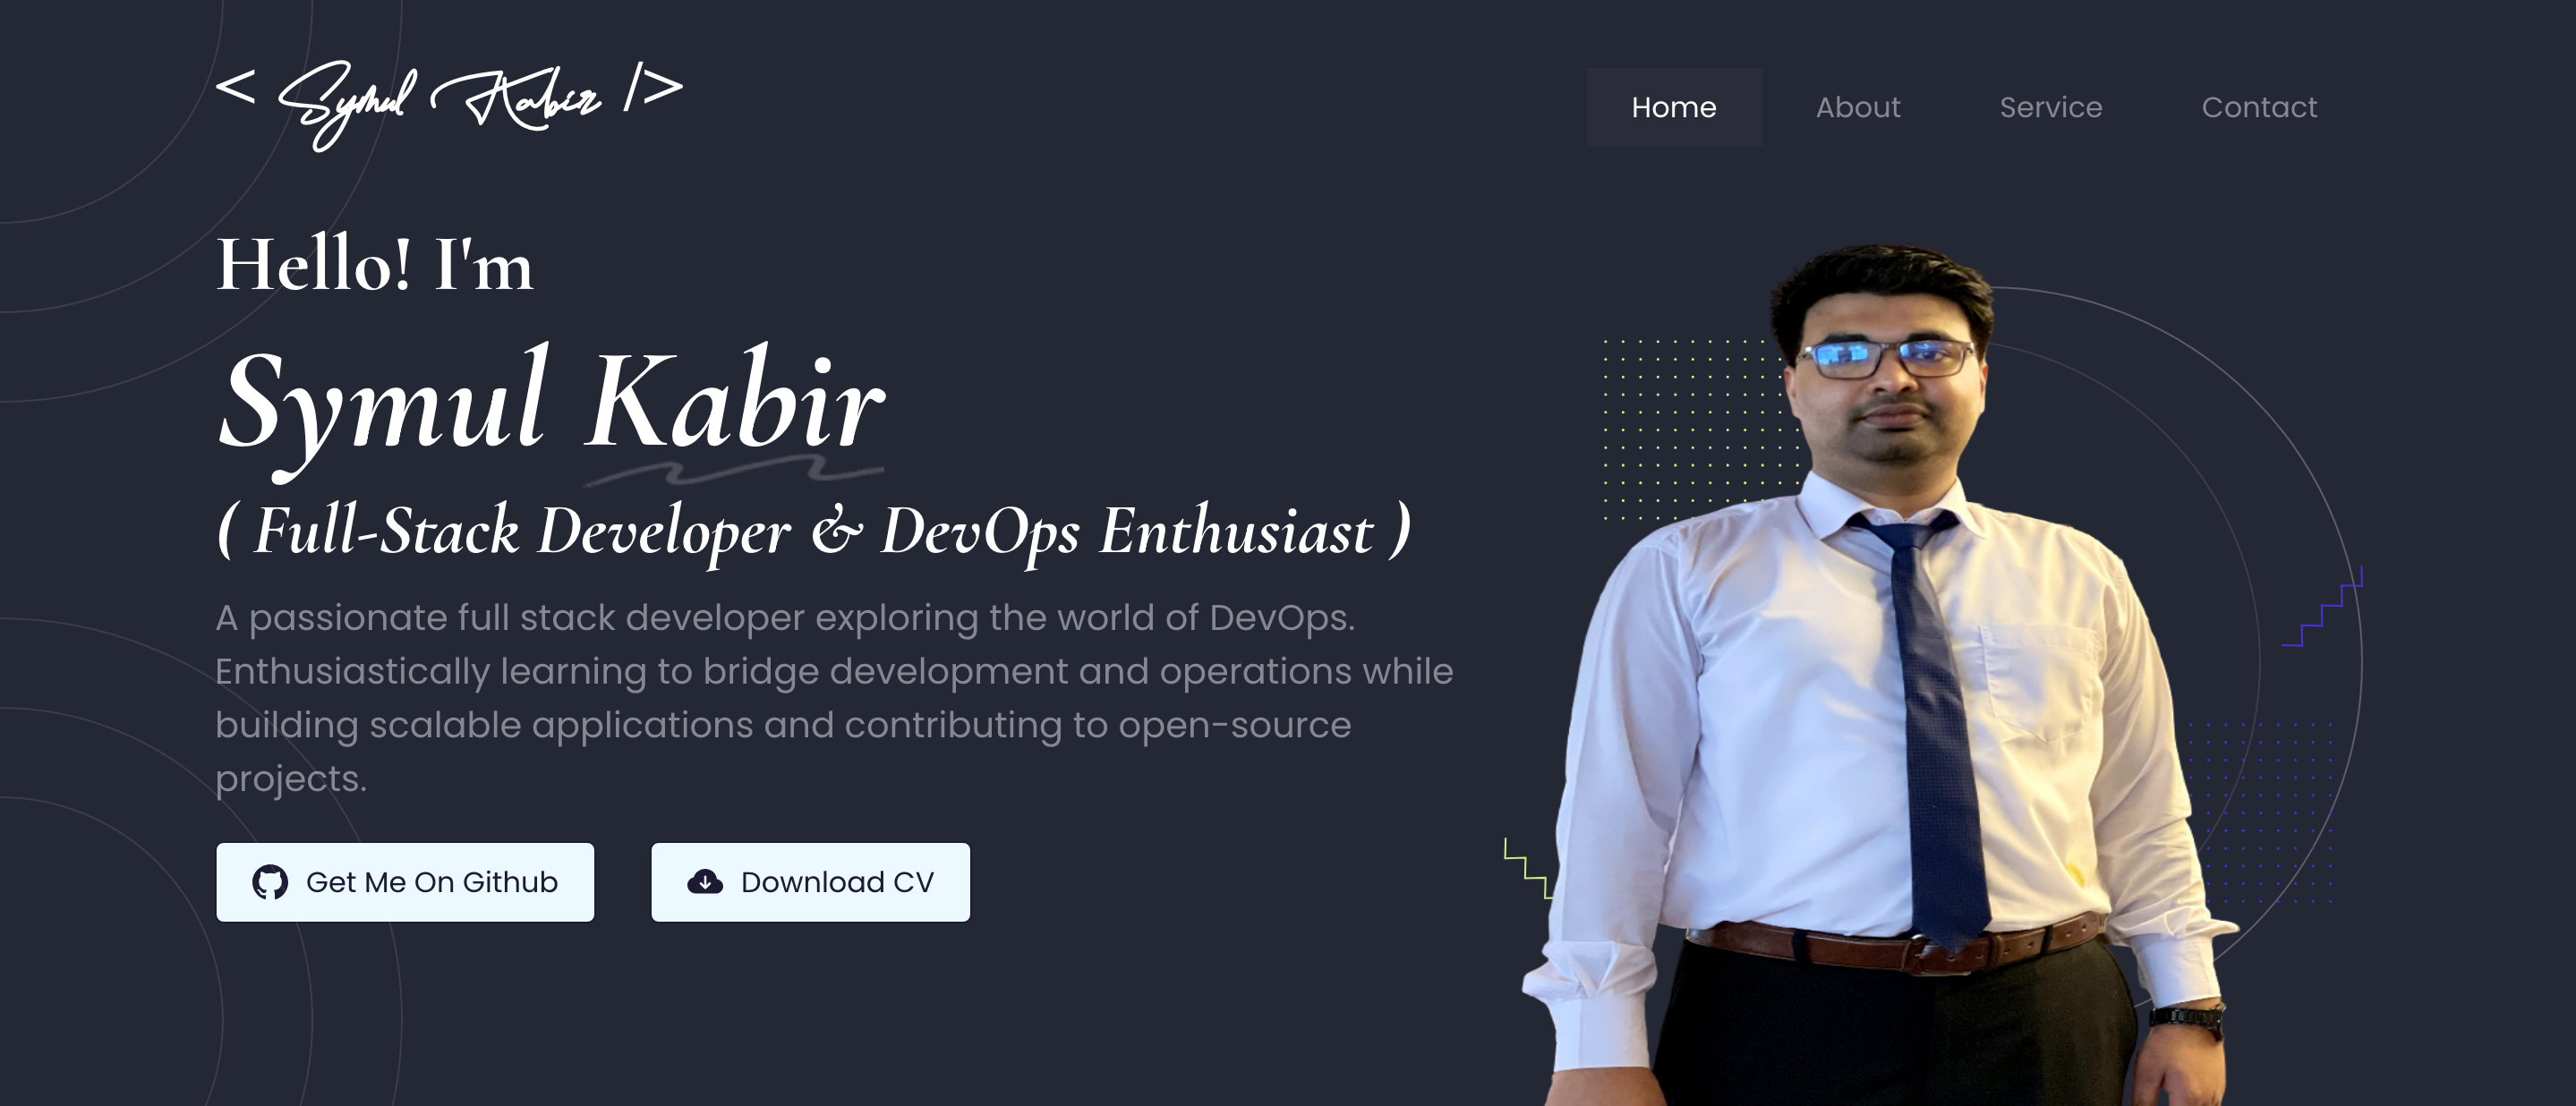 < Symul Kabir />
Home About Service Contact
Hello! I'm
Symul Kabir
( Full-Stack Developer & DevOps Enthusiast )
A passionate full stack developer exploring the world of DevOps.
Enthusiastically learning to bridge development and operations while
building scalable applications and contributing to open-source
projects.
Get Me On Github
Download CV